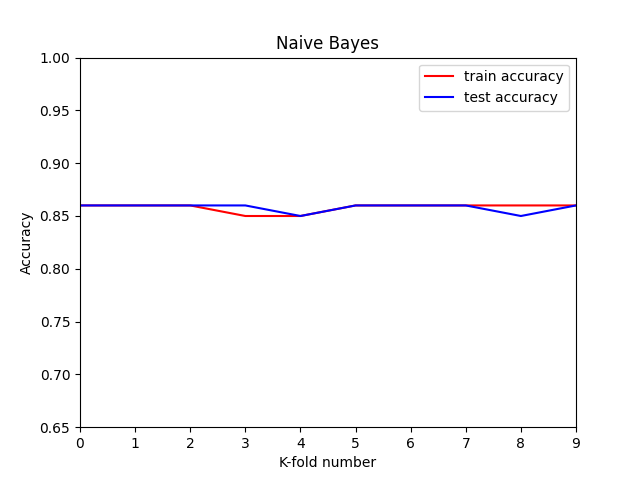 Naive Bayes
1.00
0.95
0.90
0.85
0.80
0.75
0.70
0.65
Accuracy
train accuracy
test accuracy
0 1 2 3 4 5 6 7 8 9
K-fold number